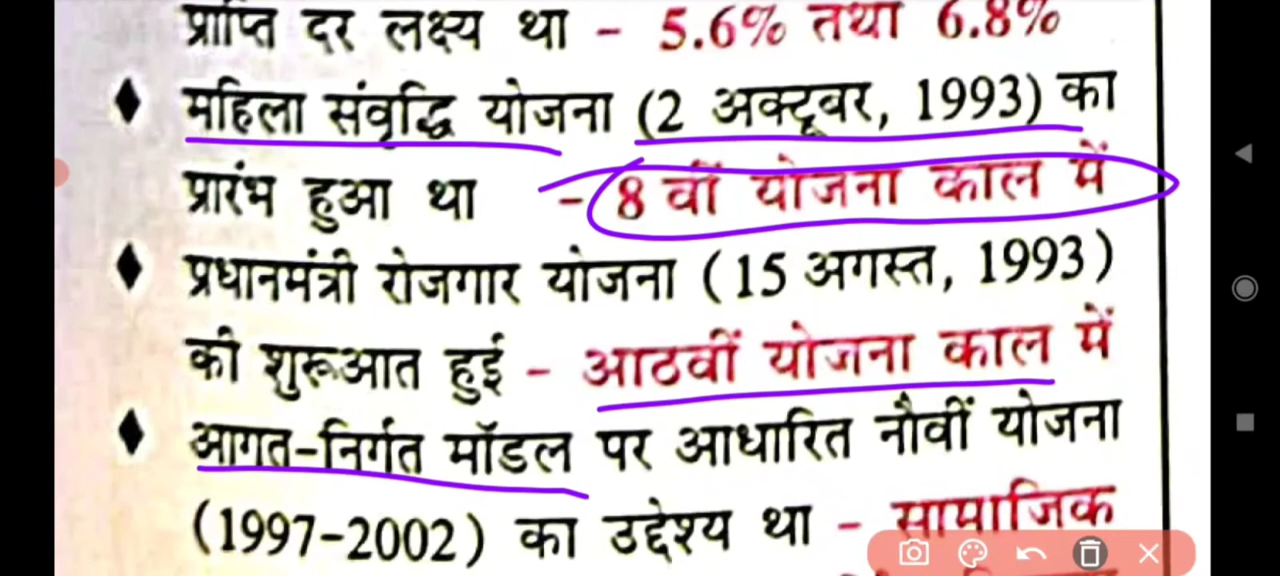 प्राप्ति दर लक्ष्य था - 5.6% तथा 6.8%
♦ महिला संवृद्धि योजना (2 अक्टूबर, 1993) का
प्रारंभ हुआ था - 8 वीं योजना काल में
♦ प्रधानमंत्री रोजगार योजना (15 अगस्त, 1993)
की शुरूआत हुई - आठवीं योजना काल में
♦ आगत-निर्गत मॉडल पर आधारित नौवीं योजना
(1997-2002) का उद्देश्य था - सामाजिक